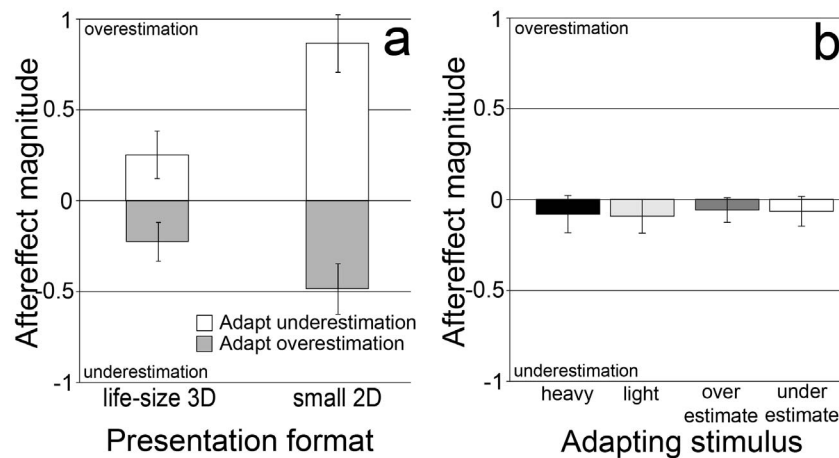 a
Aftereffect magnitude
1
0.5
0
-0.5
-1
overestimation
underestimation
Adapt underestimation
Adapt overestimation
life-size 3D
small 2D
Presentation format
b
Aftereffect magnitude
1
0.5
0
-0.5
-1
overestimation
underestimation
heavy
light
over
estimate
under
estimate
Adapting stimulus